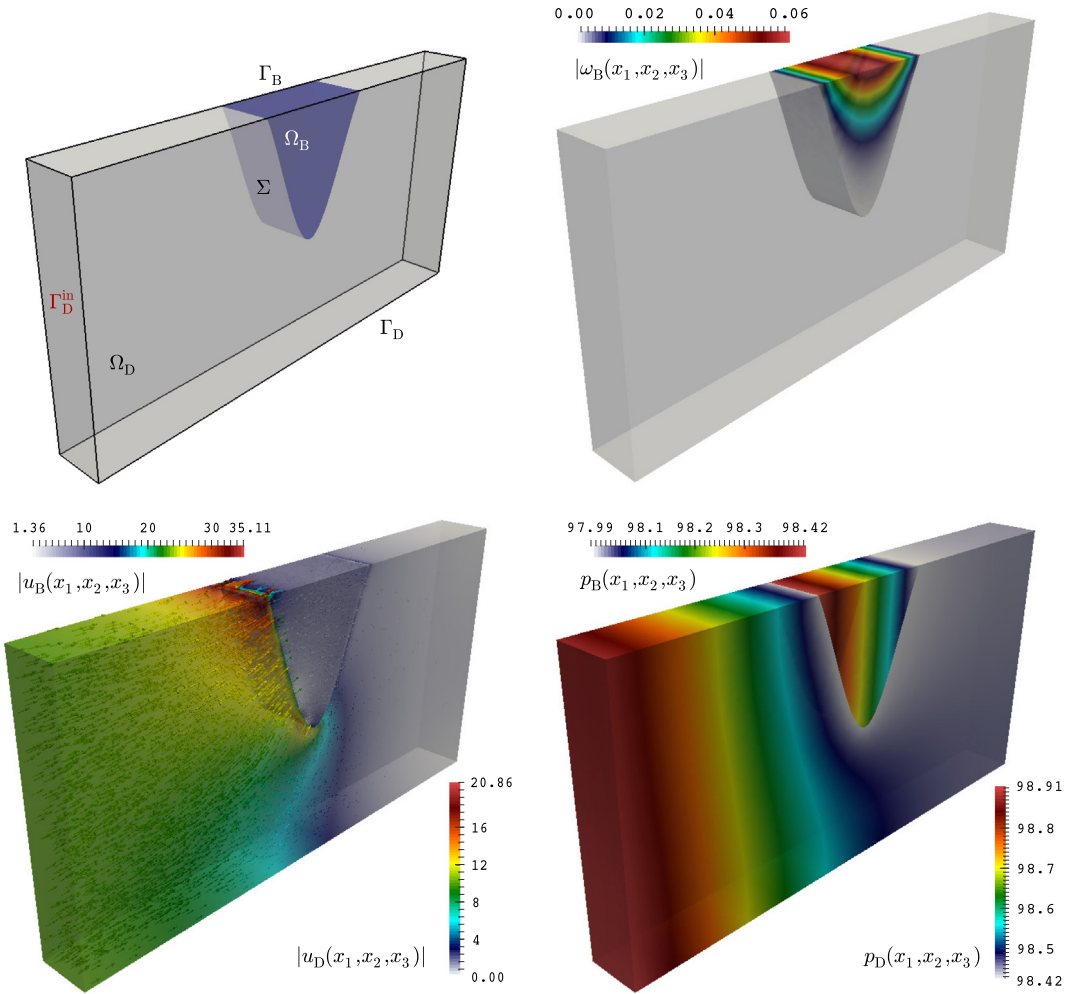 Γ_B
Ω_B
Σ
Γ_D^in
Γ_D
Ω_D
0.00 0.02 0.04 0.06
|ω_B(x_1,x_2,x_3)|
1.36 10 20 30 35.11
|u_B(x_1,x_2,x_3)|
20.86
16
12
8
4
0.00
|u_D(x_1,x_2,x_3)|
97.99 98.1 98.2 98.3 98.42
p_B(x_1,x_2,x_3)
98.91
98.8
98.7
98.6
98.5
98.42
p_D(x_1,x_2,x_3)